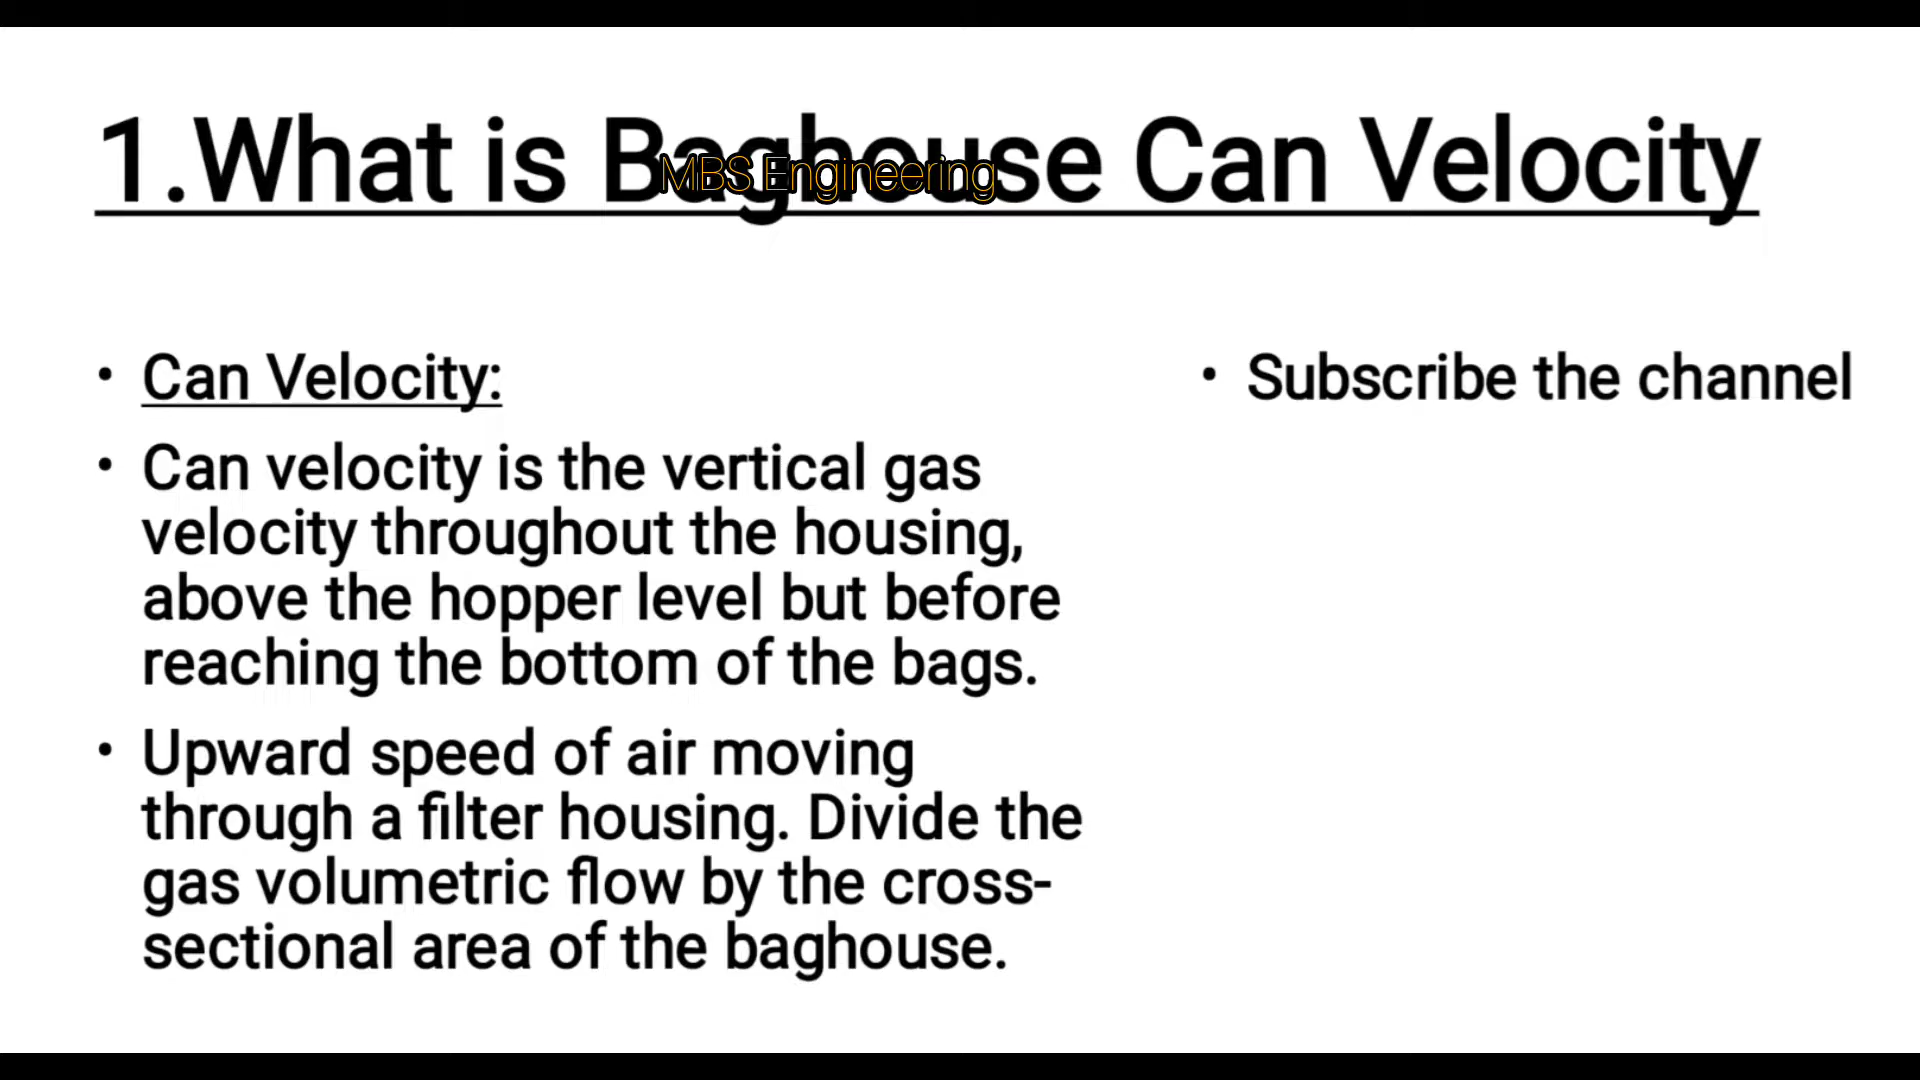 1.What is Baghouse Can Velocity
MBS Engineering
• Can Velocity:
• Can velocity is the vertical gas
velocity throughout the housing,
above the hopper level but before
reaching the bottom of the bags.
• Upward speed of air moving
through a filter housing. Divide the
gas volumetric flow by the cross-
sectional area of the baghouse.
• Subscribe the channel